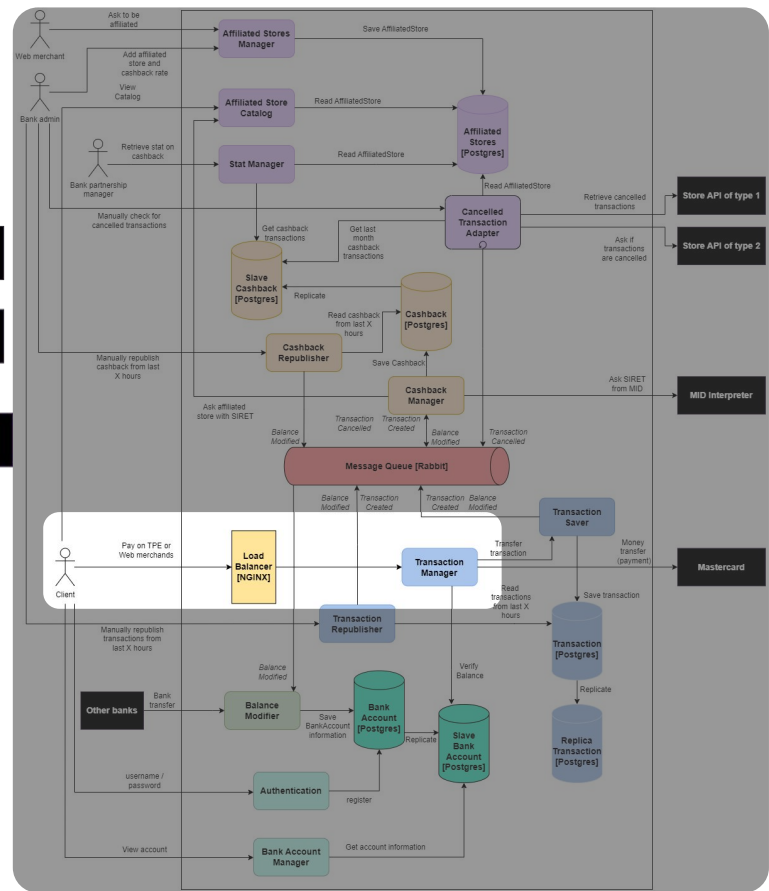 Ask to be
affiliated
Web merchant
Affiliated Stores
Manager
Save AffiliatedStore
Add affiliated
store and
cashback rate
View
Catalog
Bank admin
Affiliated Store
Catalog
Read AffiliatedStore
Affiliated
Stores
[Postgres]
Retrieve stat on
cashback
Bank partnership
manager
Stat Manager
Read AffiliatedStore
Read AffiliatedStore
Manually check for
cancelled transactions
Cancelled
Transaction
Adapter
Retrieve cancelled
transactions
Store API of type 1
Ask if
transactions
are cancelled
Store API of type 2
Get cashback
transactions
Get last
month
cashback
transactions
Slave
Cashback
[Postgres]
Replicate
Cashback
[Postgres]
Read cashback
from last X
hours
Cashback
Republisher
Manually republish
cashback from last
X hours
Save Cashback
Cashback
Manager
Ask SIRET
from MID
MID Interpreter
Ask affiliated
store with SIRET
Balance
Modified
Transaction
Cancelled
Transaction
Created
Balance
Modified
Transaction
Cancelled
Message Queue [Rabbit]
Balance
Modified
Transaction
Created
Transaction
Created
Balance
Modified
Transaction
Saver
Pay on TPE or
Web merchands
Client
Load
Balancer
[NGINX]
Transaction
Manager
Transfer
transaction
Money
transfer
(payment)
Mastercard
Save transaction
Read
transactions
from last X
hours
Transaction
Republisher
Manually republish
transactions from
last X hours
Transaction
[Postgres]
Replicate
Replica
Transaction
[Postgres]
Verify
Balance
Balance
Modified
Other banks
Bank
transfer
Balance
Modifier
Save
BankAccount
information
Bank
Account
[Postgres]
Replicate
Slave
Bank
Account
[Postgres]
username /
password
Authentication
register
View account
Bank Account
Manager
Get account information